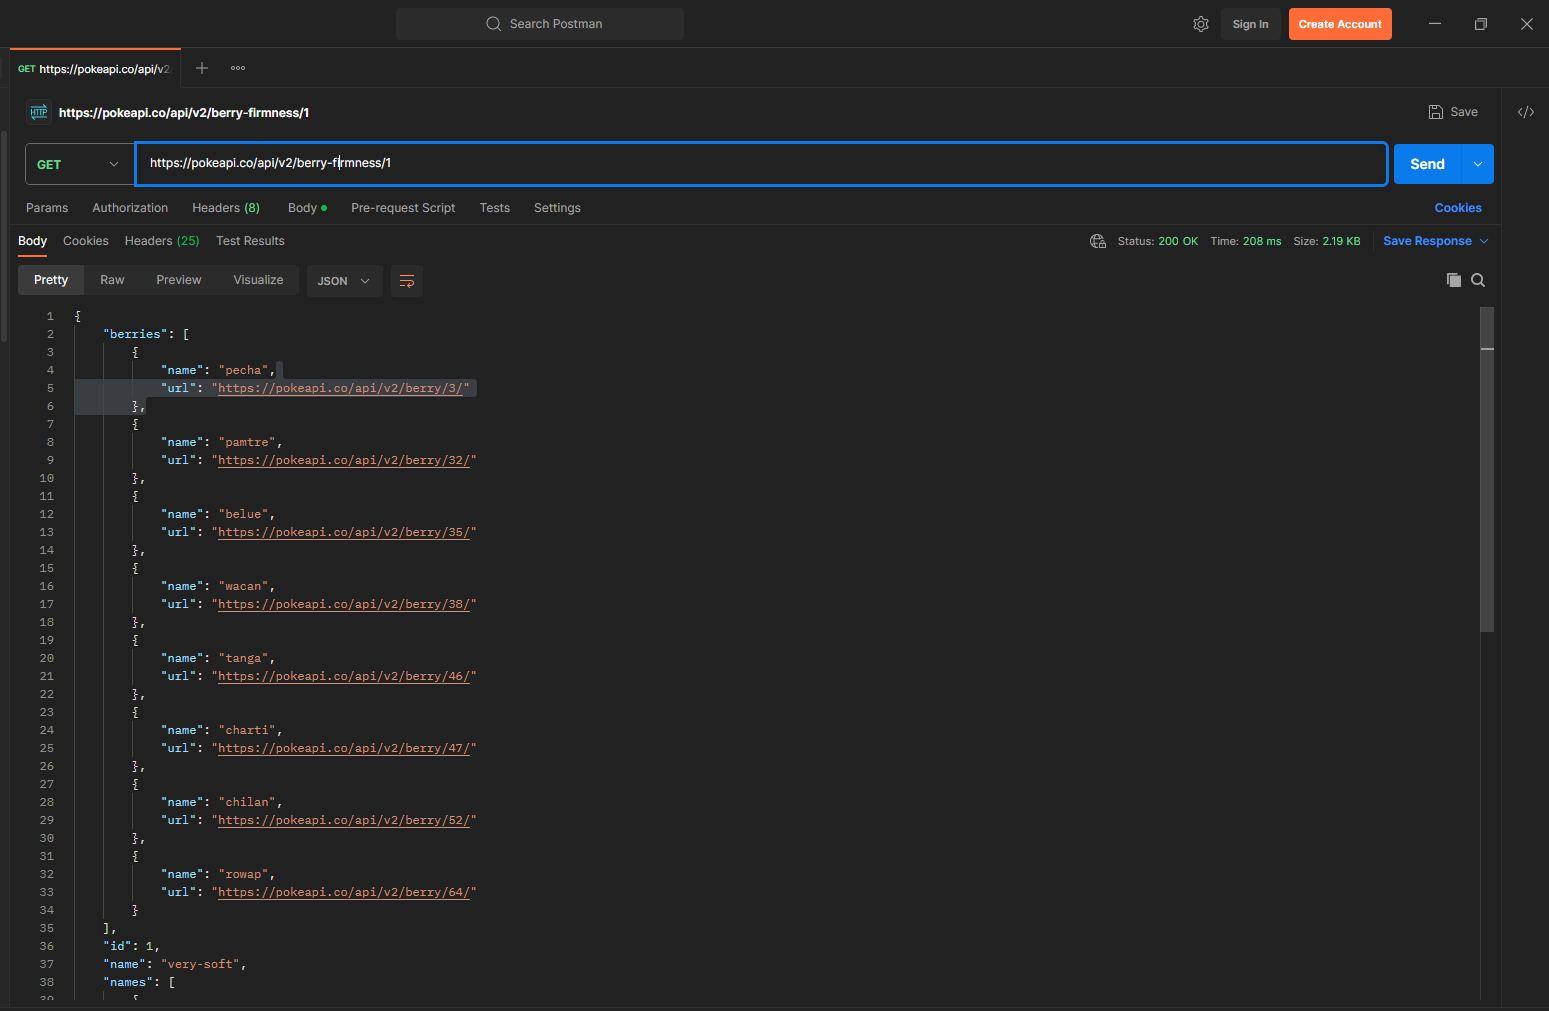 Search Postman
Sign In
Create Account
GET https://pokeapi.co/api/v2
HTTP https://pokeapi.co/api/v2/berry-firmness/1
Save
GET
https://pokeapi.co/api/v2/berry-firmness/1
Send
Params Authorization Headers (8) Body Pre-request Script Tests Settings Cookies
Body Cookies Headers (25) Test Results Status: 200 OK Time: 208 ms Size: 2.19 KB Save Response
Pretty Raw Preview Visualize JSON
1 {
2 "berries": [
3 {
4 "name": "pecha",
5 "url": "https://pokeapi.co/api/v2/berry/3/"
6 },
7 {
8 "name": "pamtre",
9 "url": "https://pokeapi.co/api/v2/berry/32/"
10 },
11 {
12 "name": "belue",
13 "url": "https://pokeapi.co/api/v2/berry/35/"
14 },
15 {
16 "name": "wacan",
17 "url": "https://pokeapi.co/api/v2/berry/38/"
18 },
19 {
20 "name": "tanga",
21 "url": "https://pokeapi.co/api/v2/berry/46/"
22 },
23 {
24 "name": "charti",
25 "url": "https://pokeapi.co/api/v2/berry/47/"
26 },
27 {
28 "name": "chilan",
29 "url": "https://pokeapi.co/api/v2/berry/52/"
30 },
31 {
32 "name": "rowap",
33 "url": "https://pokeapi.co/api/v2/berry/64/"
34 }
35 ],
36 "id": 1,
37 "name": "very-soft",
38 "names": [
39 {